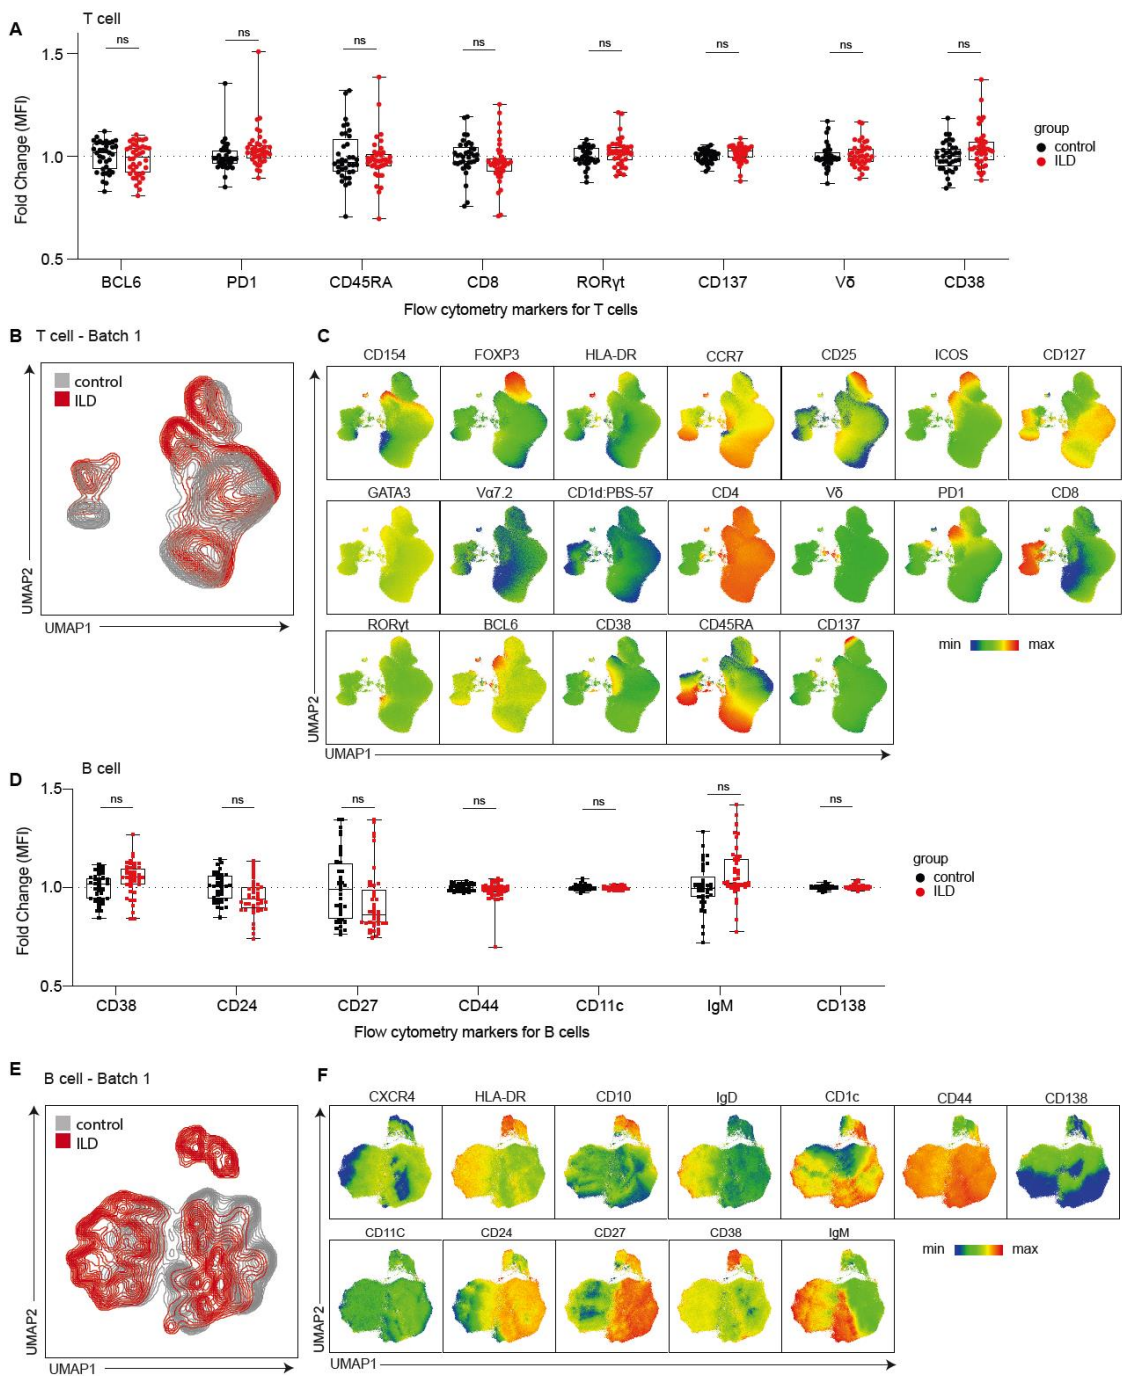 A
T cell
1.5
1.0
0.5
Fold Change (MFI)
ns ns ns ns ns ns ns ns
group
control
ILD
BCL6 PD1 CD45RA CD8 RORγt CD137 Vδ CD38
Flow cytometry markers for T cells
B T cell - Batch 1
control
ILD
UMAP2
UMAP1
C
CD154 FOXP3 HLA-DR CCR7 CD25 ICOS CD127
GATA3 Vα7.2 CD1d:PBS-57 CD4 Vδ PD1 CD8
RORγt BCL6 CD38 CD45RA CD137
min max
UMAP2
UMAP1
D
B cell
1.5
1.0
0.5
Fold Change (MFI)
ns ns ns ns ns ns ns
group
control
ILD
CD38 CD24 CD27 CD44 CD11c IgM CD138
Flow cytometry markers for B cells
E
B cell - Batch 1
control
ILD
UMAP2
UMAP1
F
CXCR4 HLA-DR CD10 IgD CD1c CD44 CD138
CD11C CD24 CD27 CD38 IgM
min max
UMAP2
UMAP1